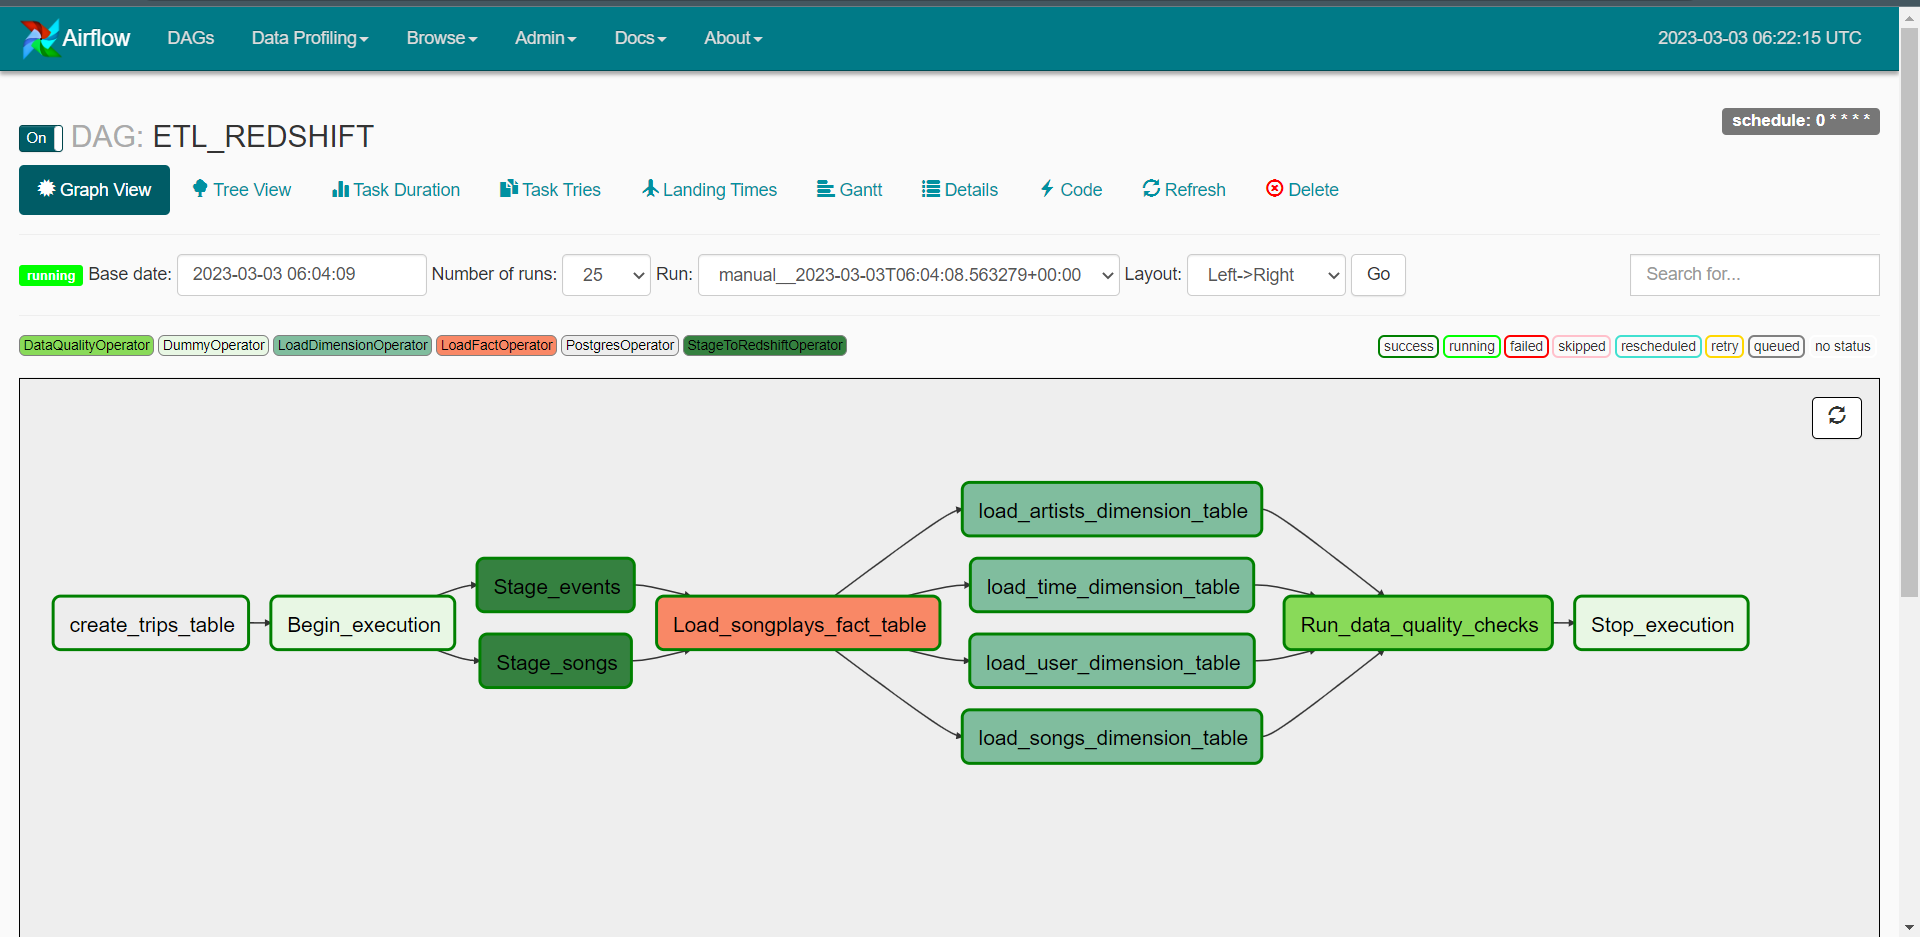 Airflow DAGs Data Profiling Browse Admin Docs About 2023-03-03 06:22:15 UTC
On DAG: ETL_REDSHIFT schedule: 0 * * * *
Graph View Tree View Task Duration Task Tries Landing Times Gantt Details Code Refresh Delete
running Base date: 2023-03-03 06:04:09 Number of runs: 25 Run: manual__2023-03-03T06:04:08.563279+00:00 Layout: Left->Right Go Search for...
DataQualityOperator DummyOperator LoadDimensionOperator LoadFactOperator PostgresOperator StageToRedshiftOperator success running failed skipped rescheduled retry queued no status
create_trips_table
Begin_execution
Stage_events
Stage_songs
Load_songplays_fact_table
load_artists_dimension_table
load_time_dimension_table
load_user_dimension_table
load_songs_dimension_table
Run_data_quality_checks
Stop_execution